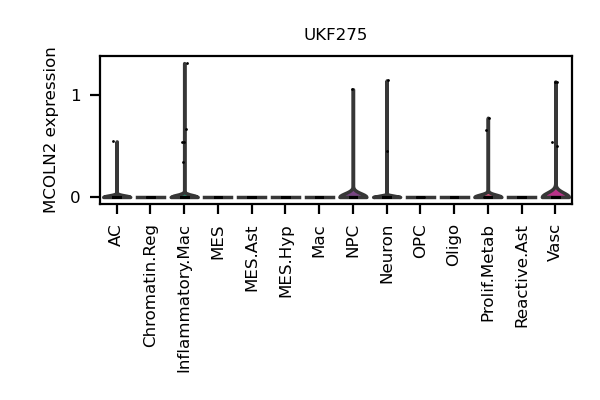 UKF275
MCOLN2 expression
1
0
AC
Chromatin.Reg
Inflammatory.Mac
MES
MES.Ast
MES.Hyp
Mac
NPC
Neuron
OPC
Oligo
Prolif.Metab
Reactive.Ast
Vasc